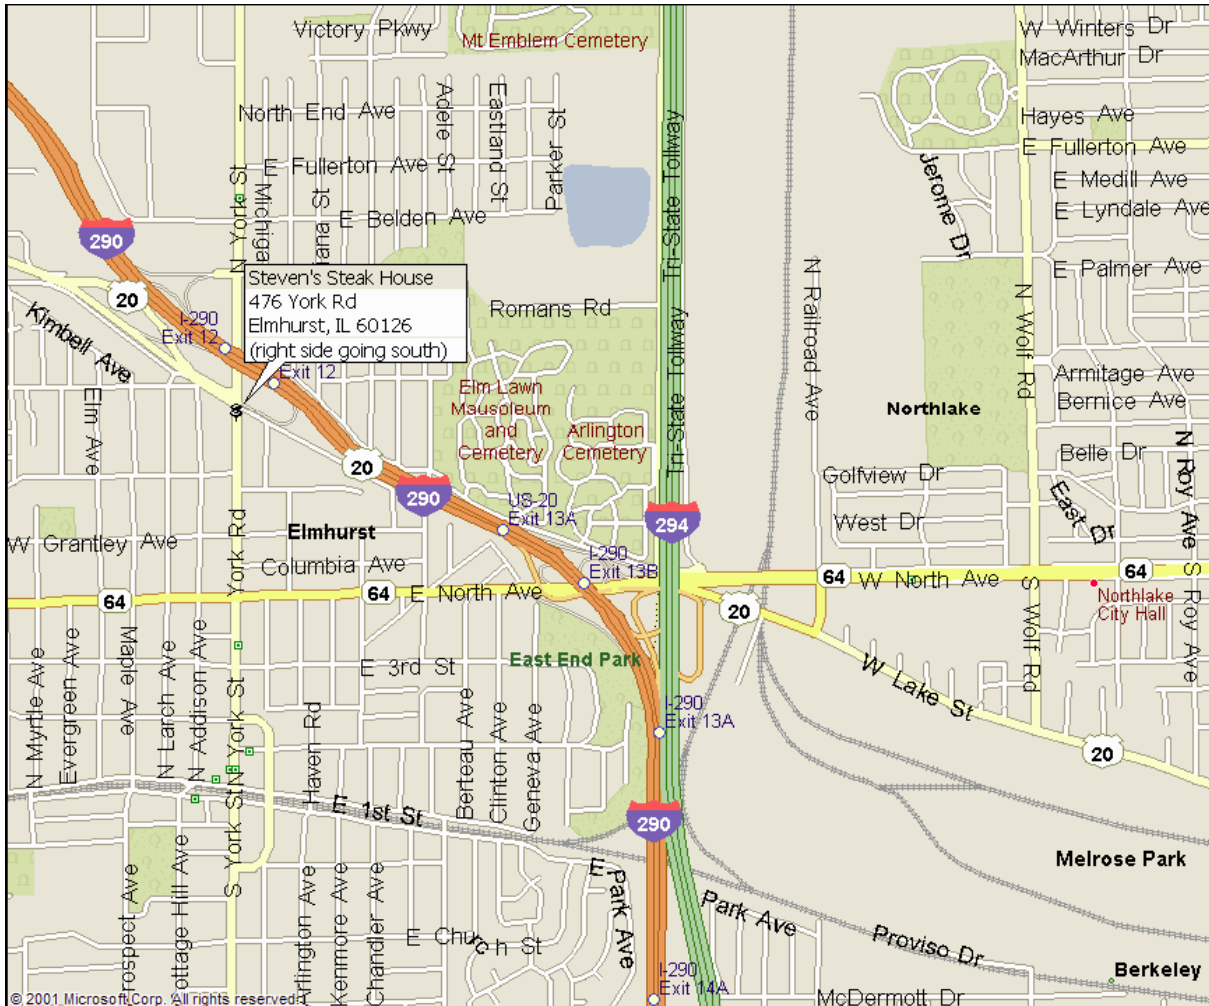 Victory Pkwy
Mt Emblem Cemetery
W Winters Dr
MacArthur Dr
North End Ave
Adele St
Eastland St
Parker St
Tri-State Tollway
Hayes Ave
E Fullerton Ave
E Fullerton Ave
Jerome Dr
E Medill Ave
E Lyndale Ave
N York St
Michiga
iana St
E Belden Ave
290
Tri-State Tollway
E Palmer Ave
20
Steven's Steak House
476 York Rd
Elmhurst, IL 60126
(right side going south)
Romans Rd
N Railroad Ave
N Wolf Rd
Kimbell Ave
I-290
Exit 12
Exit 12
Elm Ave
Elm Lawn
Mausoleum
and
Cemetery
Arlington
Cemetery
Tri-State Tollway
Northlake
Armitage Ave
Bernice Ave
Belle Dr
N Roy Ave
20
290
Golfview Dr
East Dr
US-20
Exit 13A
294
West Dr
W Grantley Ave
York Rd
Elmhurst
Columbia Ave
I-290
Exit 13B
64
64
E North Ave
64
W North Ave
64
20
Northlake
City Hall
S Wolf Rd
S Roy Ave
N Myrtle Ave
Evergreen Ave
Maple Ave
N Larch Ave
N Addison Ave
N York St
E 3rd St
East End Park
W Lake St
I-290
Exit 13A
20
Haven Rd
Berteau Ave
Clinton Ave
Geneva Ave
E 1st St
290
S York St
Melrose Park
rospect Ave
ottage Hill Ave
Arlington Ave
Kenmore Ave
Chandler Ave
E Church St
E Park Ave
Park Ave
Proviso Dr
I-290
Exit 14A
Berkeley
McDermott Dr
© 2001 Microsoft Corp. All rights reserved.